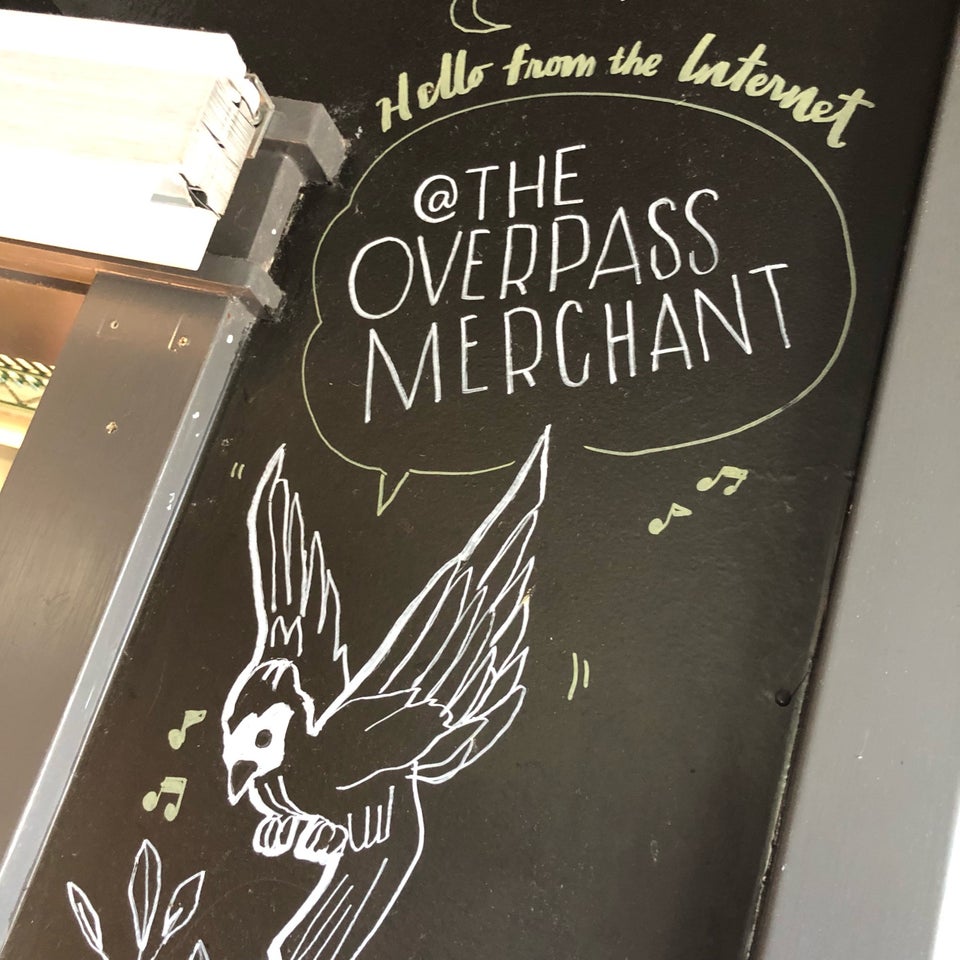 Hello from the Internet
@THE
OVERPASS
MERCHANT